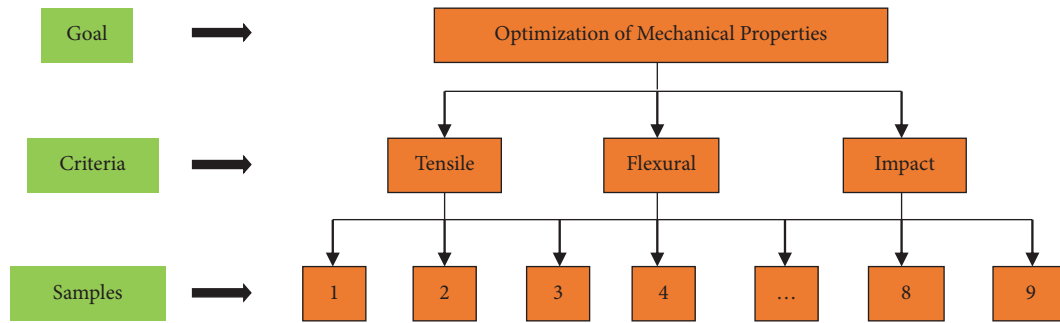 Goal
Optimization of Mechanical Properties
Criteria
Tensile
Flexural
Impact
Samples
1
2
3
4
...
8
9